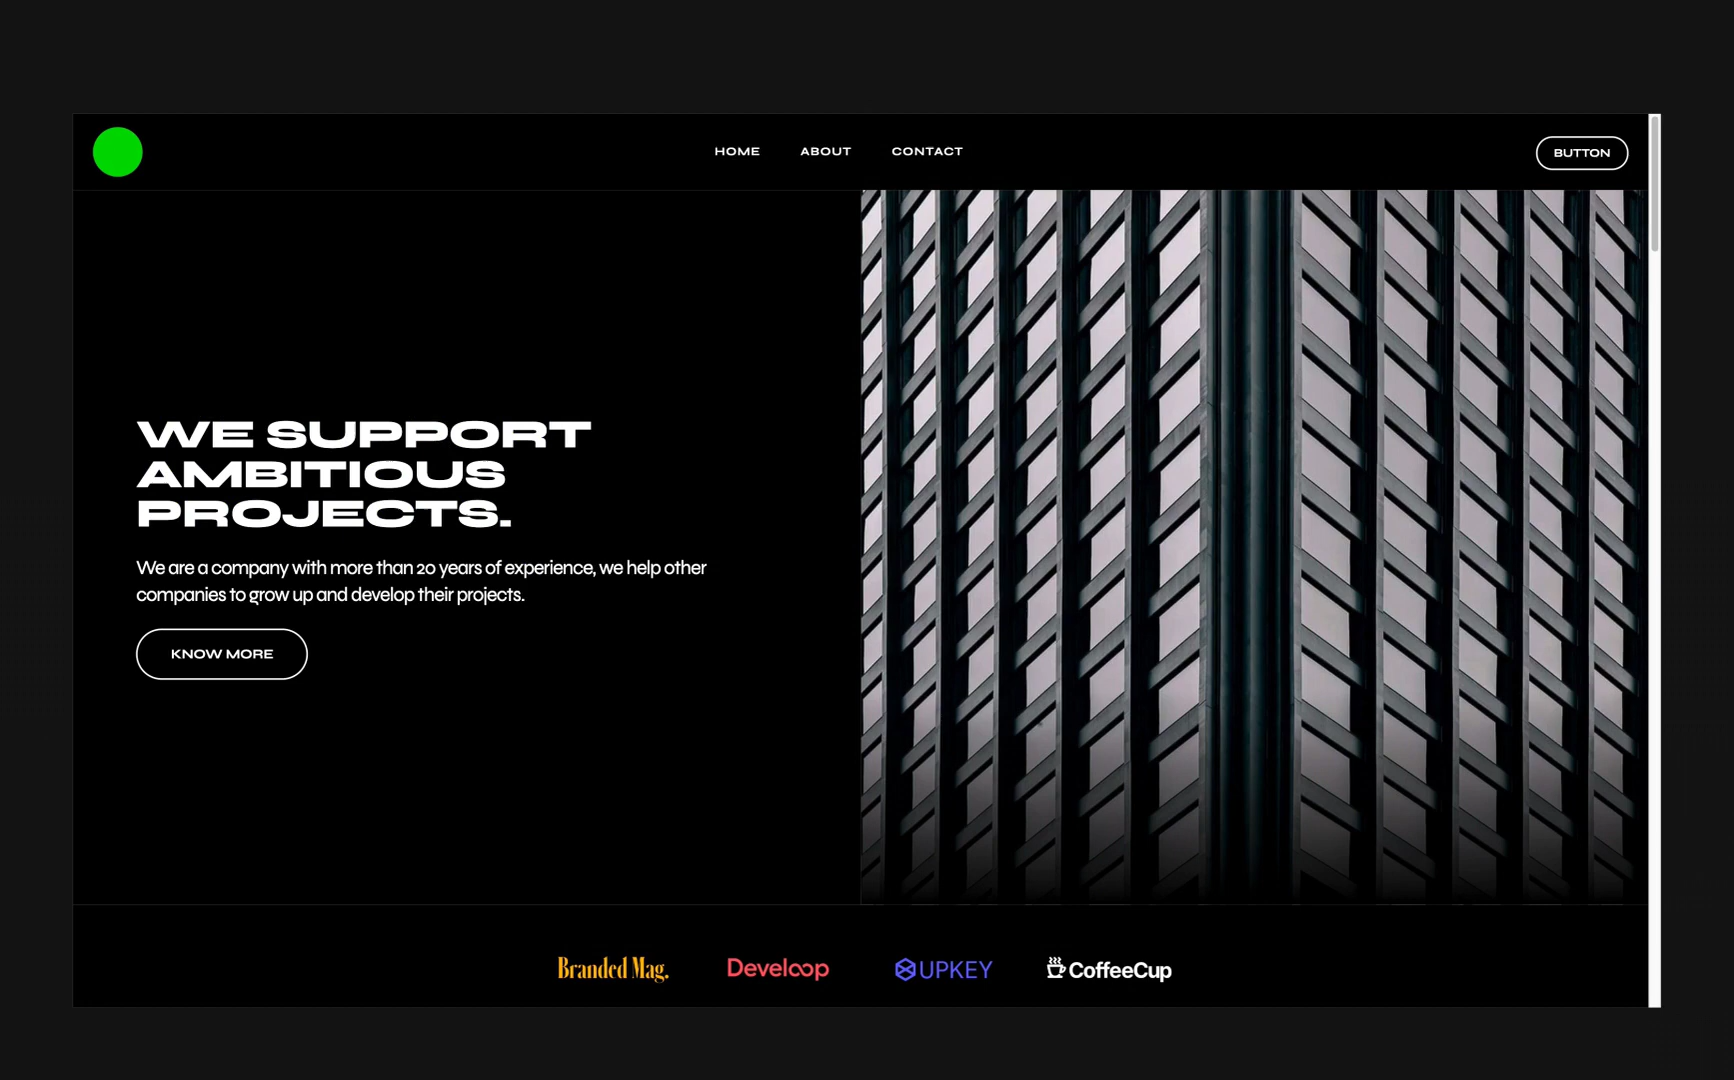 HOME ABOUT CONTACT BUTTON
WE SUPPORT
AMBITIOUS
PROJECTS.
We are a company with more than 20 years of experience, we help other
companies to grow up and develop their projects.
KNOW MORE
Branded Mag. Develoop UPKEY CoffeeCup